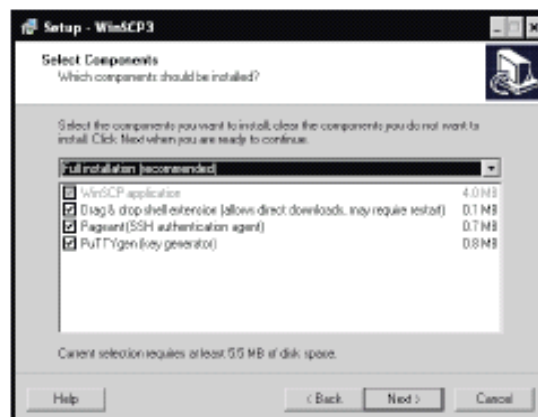 Setup - WinSCP3
Select Components
Which components should be installed?
Select the components you want to install; clear the components you do not want to
install. Click Next when you are ready to continue.
Full installation (recommended)
WinSCP application 4.0 MB
Drag & drop shell extension (allows direct downloads, may require restart) 0.1 MB
Pageant (SSH authentication agent) 0.7 MB
PuTTYgen (key generator) 0.8 MB
Current selection requires at least 5.5 MB of disk space.
Help < Back Next > Cancel